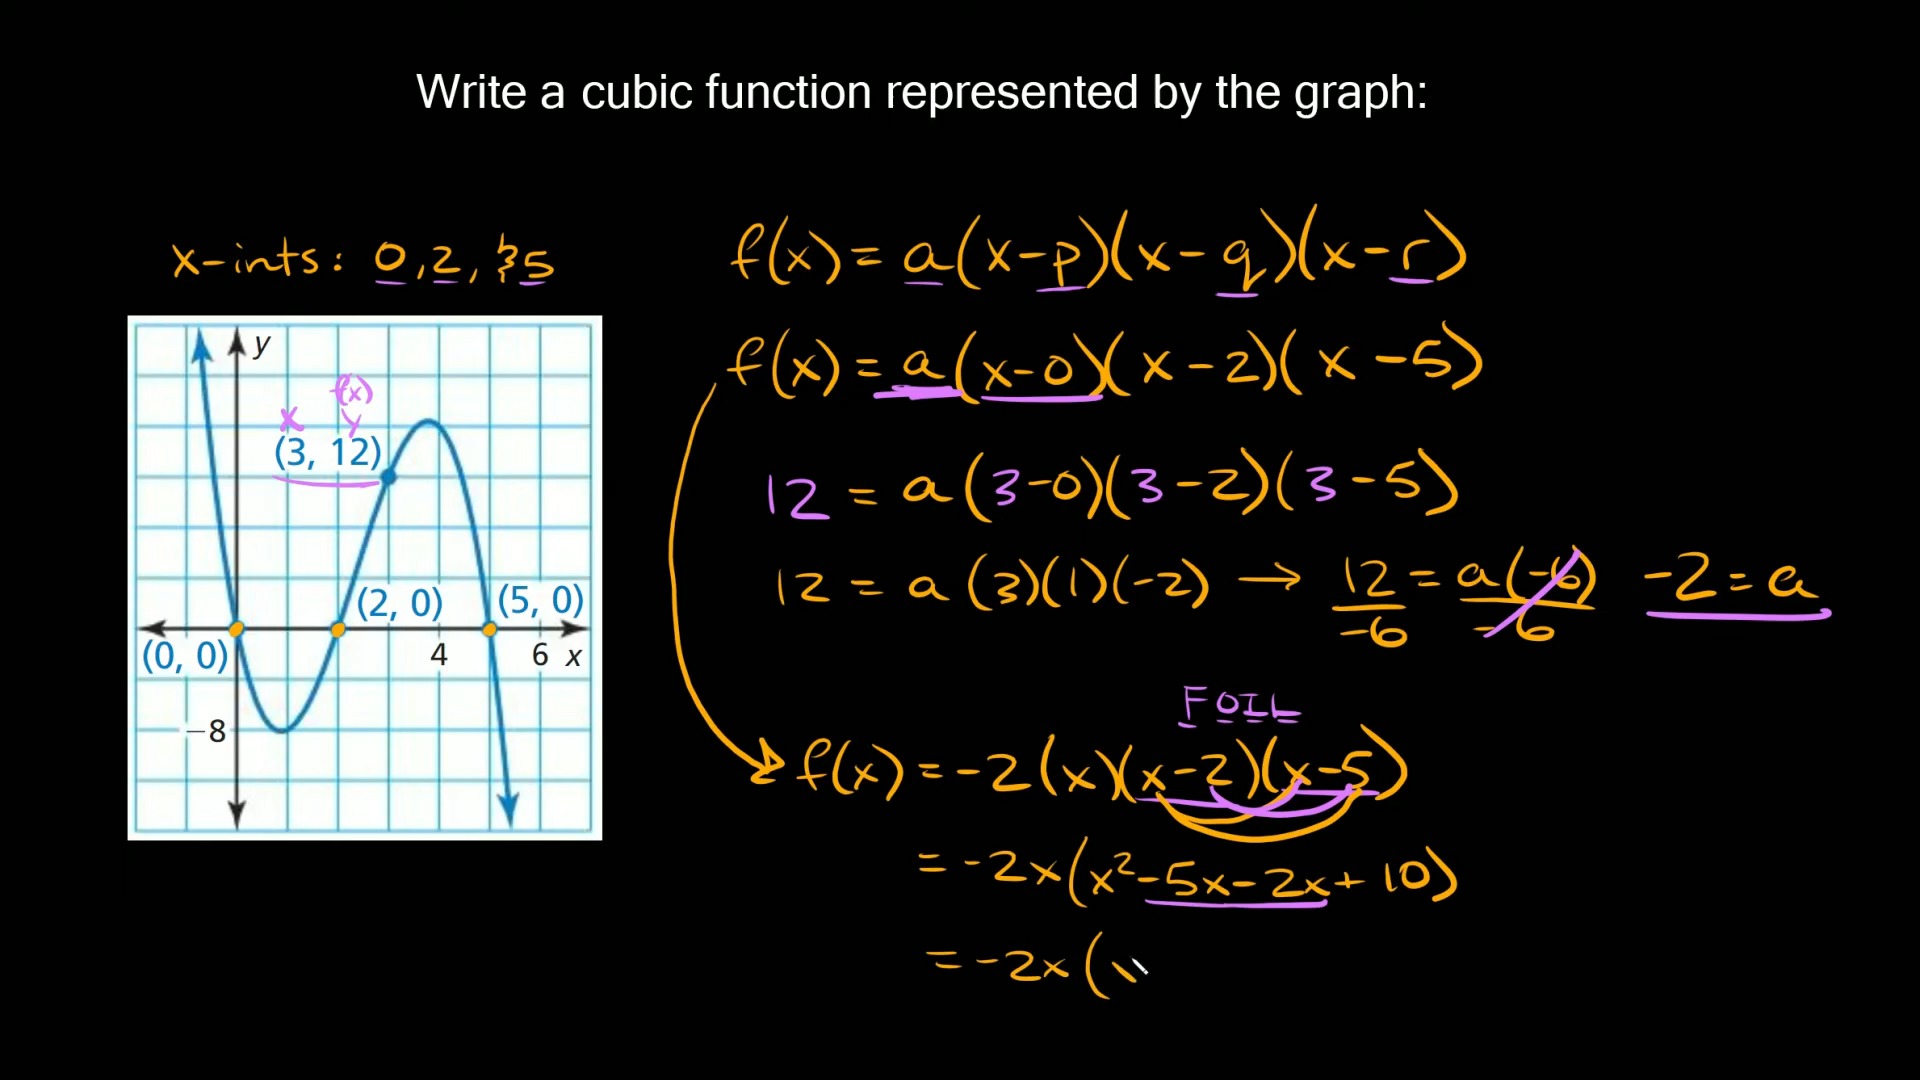 Write a cubic function represented by the graph:
x-ints: 0, 2, & 5
y
f(x)
x y
(3, 12)
(2, 0)
(5, 0)
(0, 0)
4 6 x
-8
f(x) = a(x-p)(x-q)(x-r)
f(x) = a(x-0)(x-2)(x-5)
12 = a(3-0)(3-2)(3-5)
12 = a(3)(1)(-2) → 12/-6 = a(-6)/-6 -2 = a
FOIL
f(x) = -2(x)(x-2)(x-5)
= -2x(x²-5x-2x+10)
= -2x(